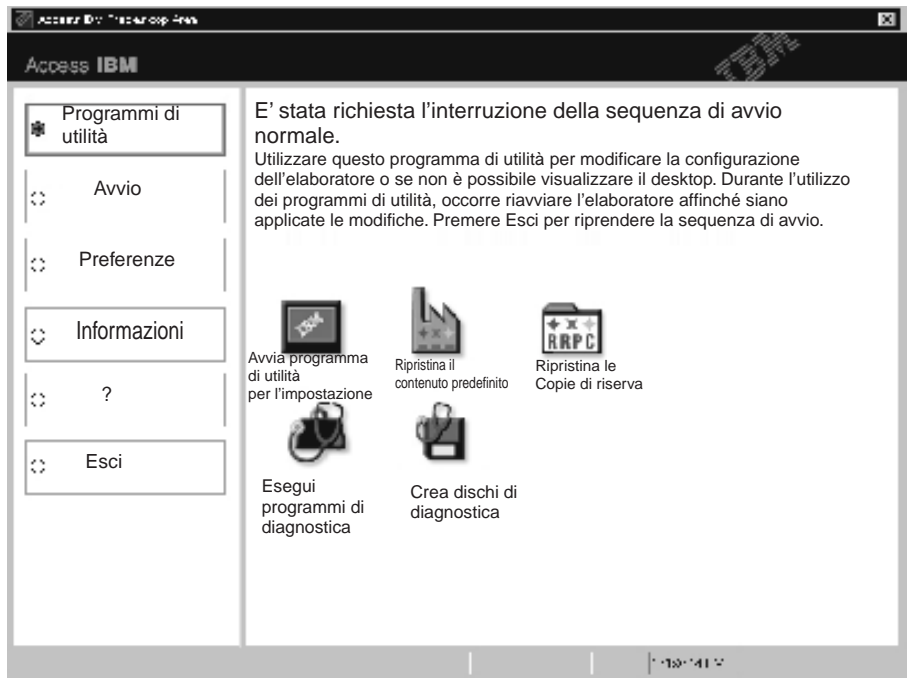 Access IBM
IBM
Programmi di
utilità
Avvio
Preferenze
Informazioni
?
Esci
E' stata richiesta l'interruzione della sequenza di avvio
normale.
Utilizzare questo programma di utilità per modificare la configurazione
dell'elaboratore o se non è possibile visualizzare il desktop. Durante l'utilizzo
dei programmi di utilità, occorre riavviare l'elaboratore affinché siano
applicate le modifiche. Premere Esci per riprendere la sequenza di avvio.
IBM
Avvia programma
di utilità
per l'impostazione
Ripristina il
contenuto predefinito
RRPC
Ripristina le
Copie di riserva
Esegui
programmi di
diagnostica
Crea dischi di
diagnostica